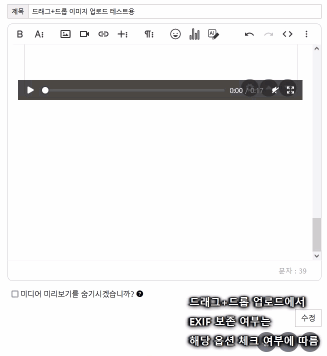 제목 드래그+드롭 이미지 업로드 테스트용
0:00 / 0:17
문자 : 39
미디어 미리보기를 숨기시겠습니까?
드래그+드롭 업로드에서
EXIF 보존 여부는
수정
해당 옵션 체크 여부에 따름